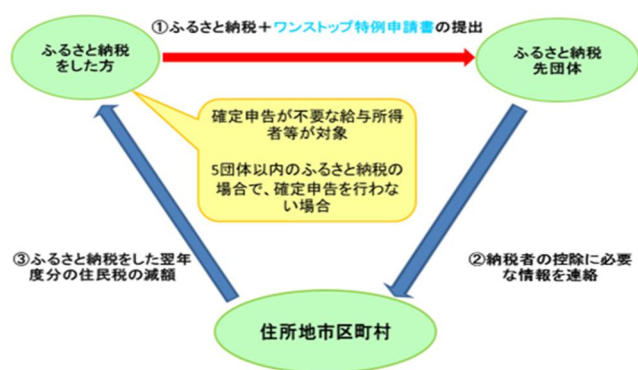 ①ふるさと納税+ワンストップ特例申請書の提出
ふるさと納税
をした方
ふるさと納税
先団体
確定申告が不要な給与所得
者等が対象
5団体以内のふるさと納税の
場合で、確定申告を行わな
い場合
③ふるさと納税をした翌年
度分の住民税の減額
②納税者の控除に必要
な情報を連絡
住所地市区町村